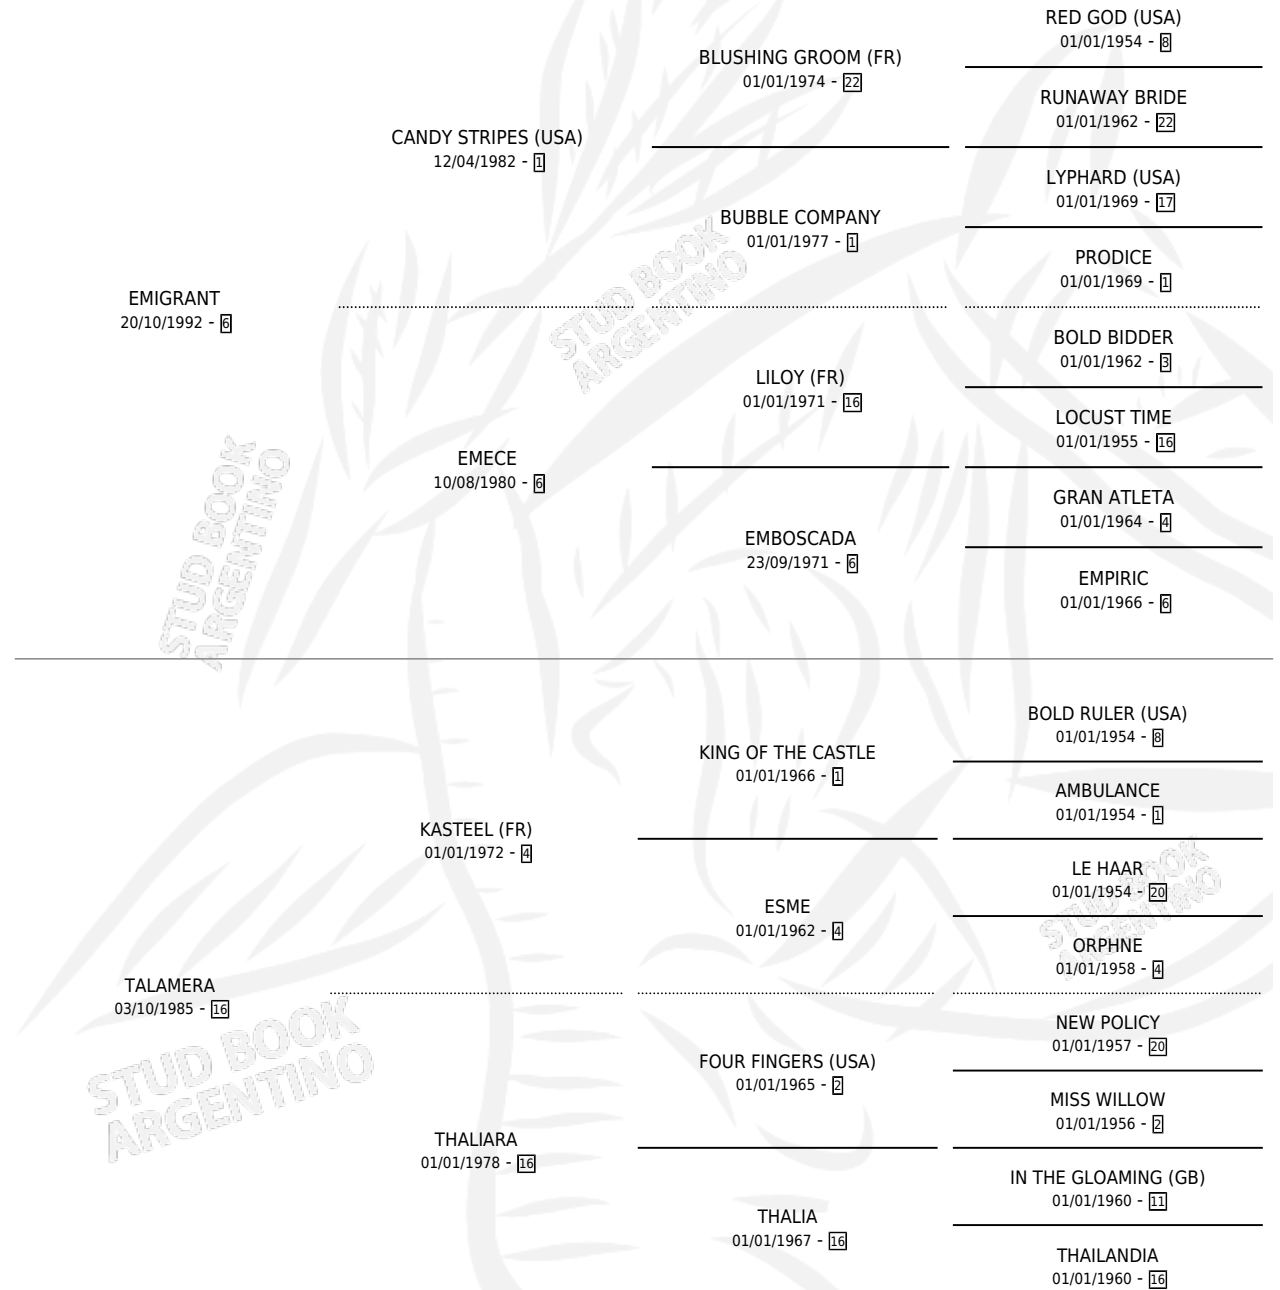 RED GOD (USA)
01/01/1954 - 8
BLUSHING GROOM (FR)
01/01/1974 - 22
RUNAWAY BRIDE
01/01/1962 - 22
CANDY STRIPES (USA)
12/04/1982 - 1
LYPHARD (USA)
01/01/1969 - 17
BUBBLE COMPANY
01/01/1977 - 1
PRODICE
01/01/1969 - 1
EMIGRANT
20/10/1992 - 6
STUD BOOK
ARGENTINO
BOLD BIDDER
01/01/1962 - 3
LILOY (FR)
01/01/1971 - 16
LOCUST TIME
01/01/1955 - 16
EMECE
10/08/1980 - 6
GRAN ATLETA
01/01/1964 - 4
EMBOSCADA
23/09/1971 - 6
EMPIRIC
01/01/1966 - 6
STUD BOOK
ARGENTINO
BOLD RULER (USA)
01/01/1954 - 8
KING OF THE CASTLE
01/01/1966 - 1
AMBULANCE
01/01/1954 - 1
KASTEEL (FR)
01/01/1972 - 4
LE HAAR
01/01/1954 - 20
ESME
01/01/1962 - 4
ORPHNE
01/01/1958 - 4
STUD BOOK
ARGENTINO
TALAMERA
03/10/1985 - 16
STUD BOOK
ARGENTINO
NEW POLICY
01/01/1957 - 20
FOUR FINGERS (USA)
01/01/1965 - 2
MISS WILLOW
01/01/1956 - 2
THALIARA
01/01/1978 - 16
IN THE GLOAMING (GB)
01/01/1960 - 11
THALIA
01/01/1967 - 16
THAILANDIA
01/01/1960 - 16